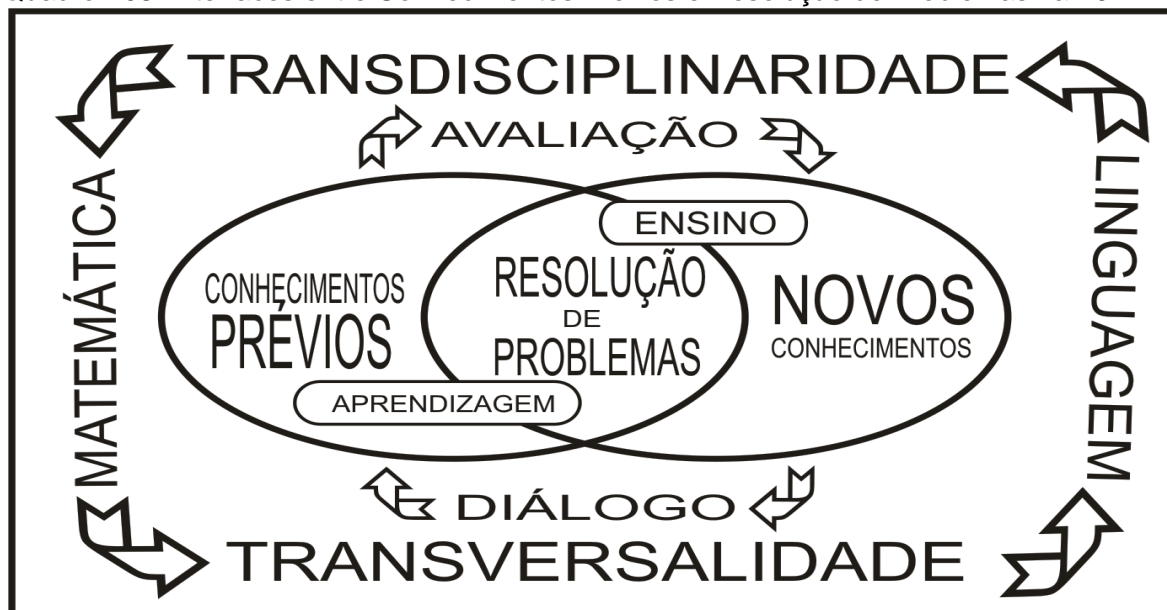 TRANSDISCIPLINARIDADE
AVALIAÇÃO
MATEMÁTICA
LINGUAGEM
ENSINO
CONHECIMENTOS
PRÉVIOS
RESOLUÇÃO
DE
PROBLEMAS
NOVOS
CONHECIMENTOS
APRENDIZAGEM
DIÁLOGO
TRANSVERSALIDADE